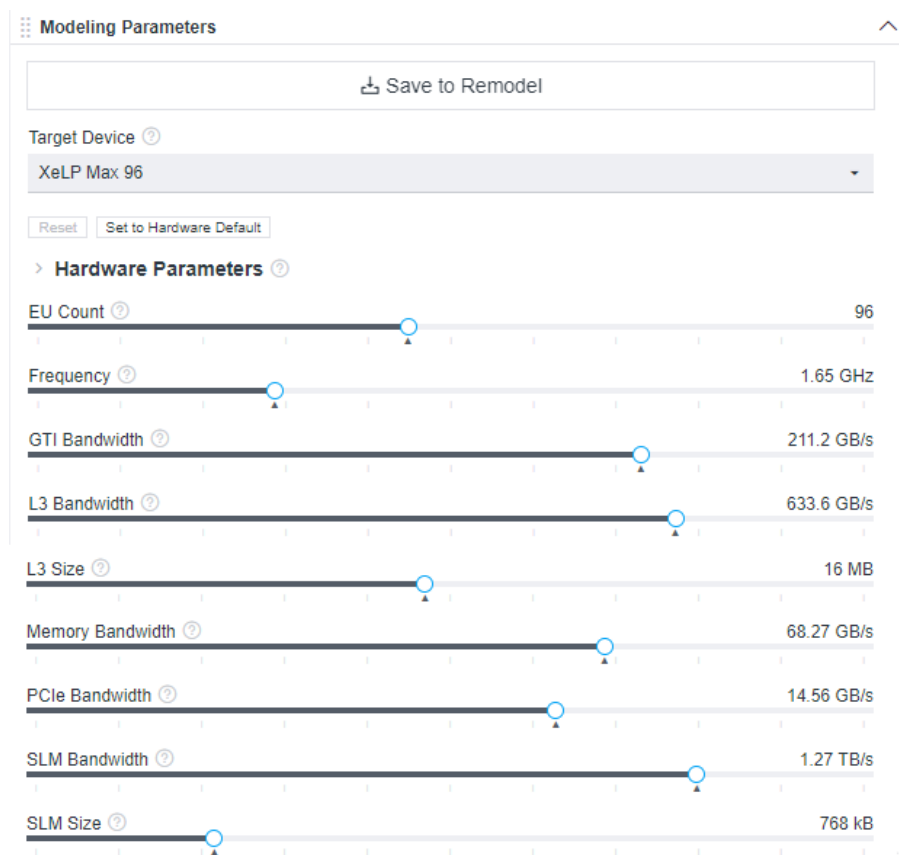 Modeling Parameters
Save to Remodel
Target Device ?
XeLP Max 96
Reset Set to Hardware Default
Hardware Parameters ?
EU Count ? 96
Frequency ? 1.65 GHz
GTI Bandwidth ? 211.2 GB/s
L3 Bandwidth ? 633.6 GB/s
L3 Size ? 16 MB
Memory Bandwidth ? 68.27 GB/s
PCIe Bandwidth ? 14.56 GB/s
SLM Bandwidth ? 1.27 TB/s
SLM Size ? 768 kB